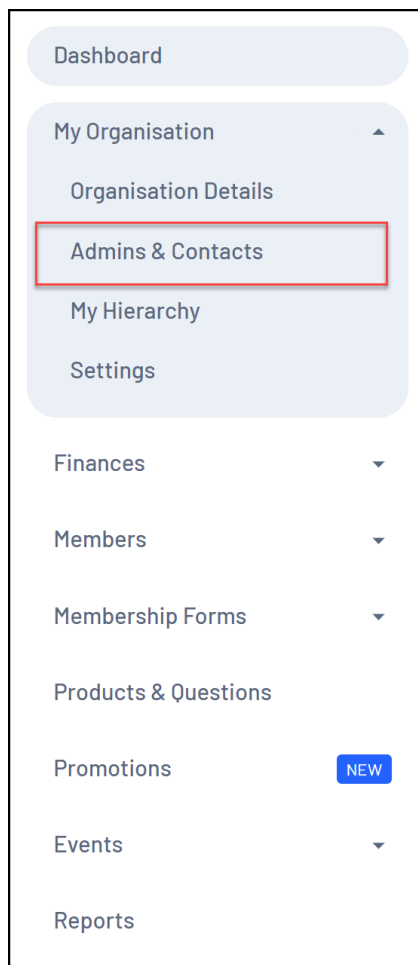 Dashboard
My Organisation
Organisation Details
Admins & Contacts
My Hierarchy
Settings
Finances
Members
Membership Forms
Products & Questions
Promotions NEW
Events
Reports